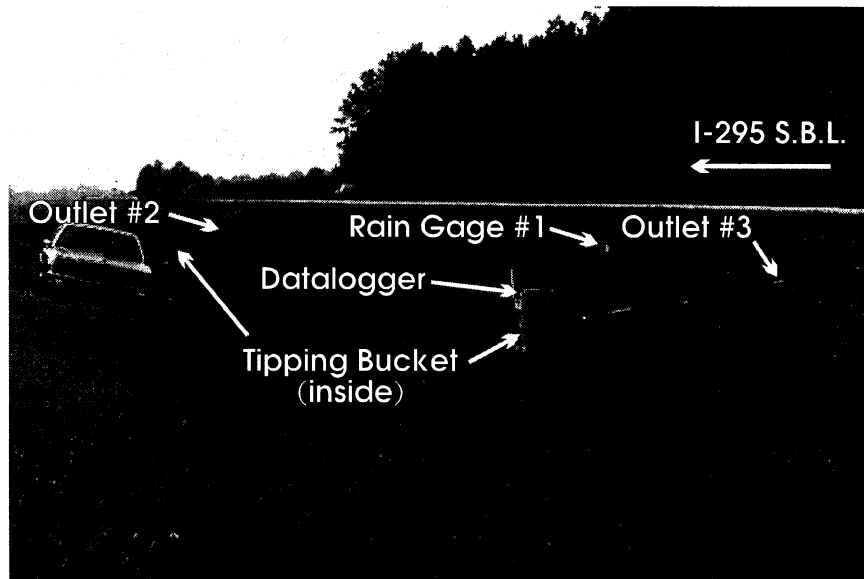 I-295 S.B.L.
Outlet #2
Rain Gage #1
Outlet #3
Datalogger
Tipping Bucket
(inside)